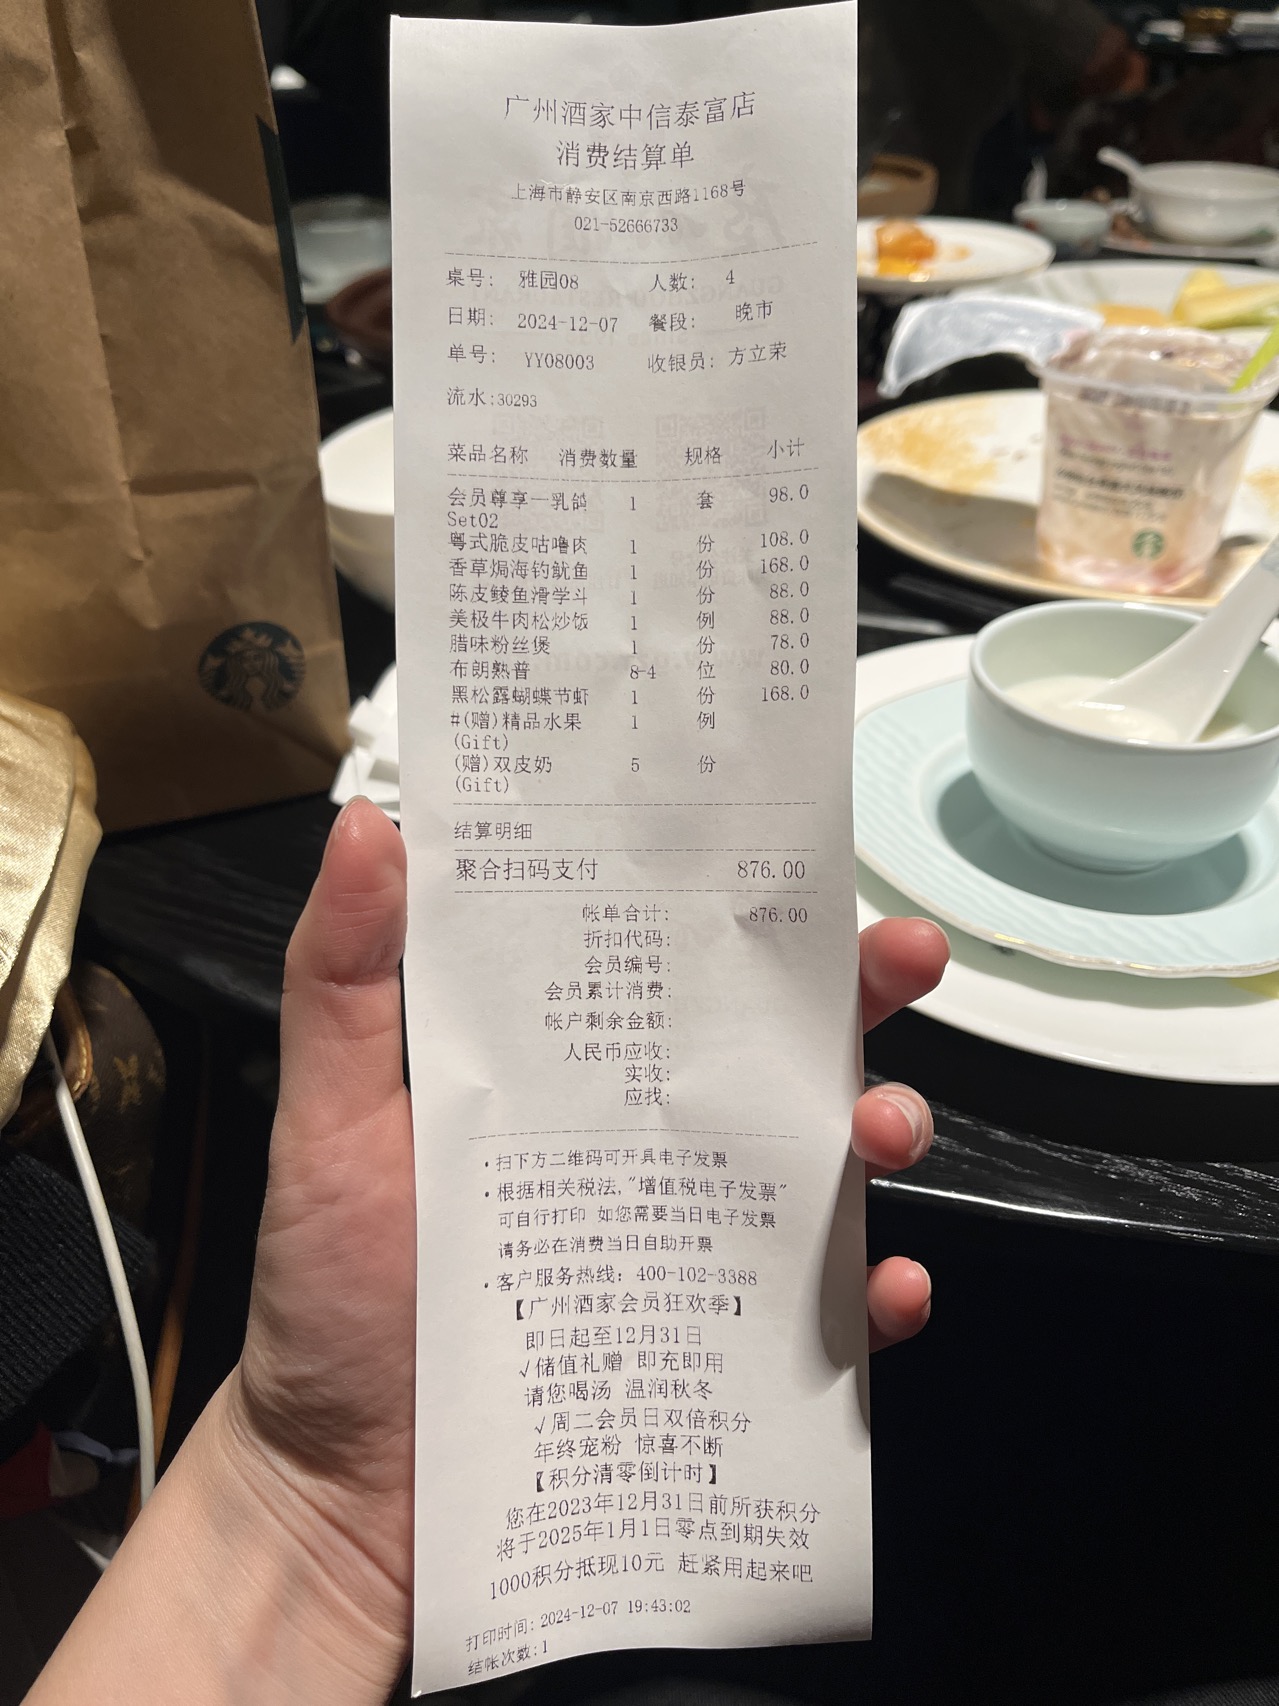 广州酒家中信泰富店
消费结算单
上海市静安区南京西路1168号
021-52666733
桌号: 雅园08 人数: 4
日期: 2024-12-07 餐段: 晚市
单号: YY08003 收银员: 方立荣
流水:30293
菜品名称 消费数量 规格 小计
会员尊享一乳鸽 1 套 98.0
Set02
粤式脆皮咕噜肉 1 份 108.0
香草焗海钓鱿鱼 1 份 168.0
陈皮鲮鱼滑学斗 1 份 88.0
美极牛肉松炒饭 1 例 88.0
腊味粉丝煲 1 份 78.0
布朗熟普 8-4 位 80.0
黑松露蝴蝶节虾 1 份 168.0
#(赠)精品水果 1 例
(Gift)
(赠)双皮奶 5 份
(Gift)
结算明细
聚合扫码支付 876.00
帐单合计: 876.00
折扣代码:
会员编号:
会员累计消费:
帐户剩余金额:
人民币应收:
实收:
应找:
·扫下方二维码可开具电子发票
·根据相关税法,"增值税电子发票"
可自行打印 如您需要当日电子发票
请务必在消费当日自助开票
·客户服务热线: 400-102-3388
【广州酒家会员狂欢季】
即日起至12月31日
√储值礼赠 即充即用
请您喝汤 温润秋冬
√周二会员日双倍积分
年终宠粉 惊喜不断
【积分清零倒计时】
您在2023年12月31日前所获积分
将于2025年1月1日零点到期失效
1000积分抵现10元 赶紧用起来吧
打印时间: 2024-12-07 19:43:02
结帐次数:1